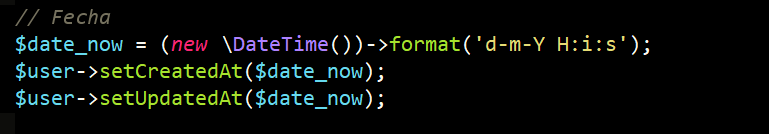 // Fecha
$date_now = (new \DateTime())->format('d-m-Y H:i:s');
$user->setCreatedAt($date_now);
$user->setUpdatedAt($date_now);